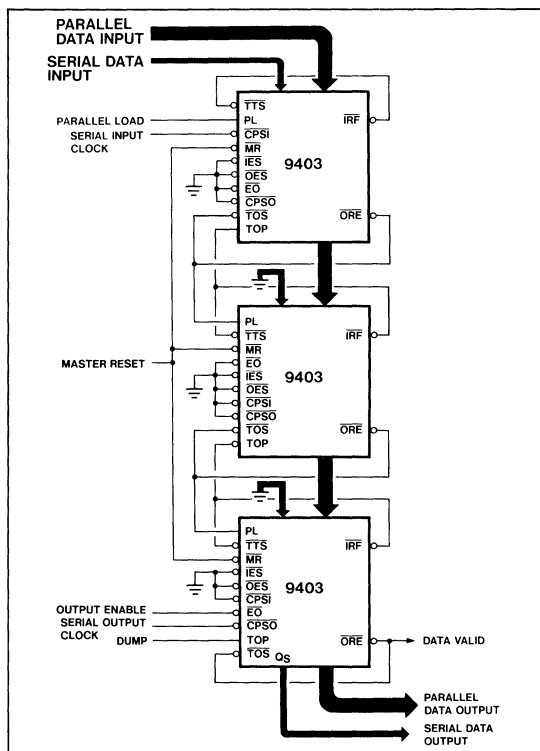 PARALLEL
DATA INPUT
SERIAL DATA
INPUT
TTS
PL
CPSI
MR
IES
OES
EO
CPSO
TOS
TOP
IRF
9403
ORE
PARALLEL LOAD
SERIAL INPUT
CLOCK
PL
TTS
MR
EO
IES
OES
CPSI
CPSO
TOS
TOP
IRF
9403
ORE
MASTER RESET
PL
TTS
MR
IES
OES
CPSI
EO
CPSO
TOP
TOS
QS
IRF
9403
ORE
OUTPUT ENABLE
SERIAL OUTPUT
CLOCK
DUMP
DATA VALID
PARALLEL
DATA OUTPUT
SERIAL DATA
OUTPUT